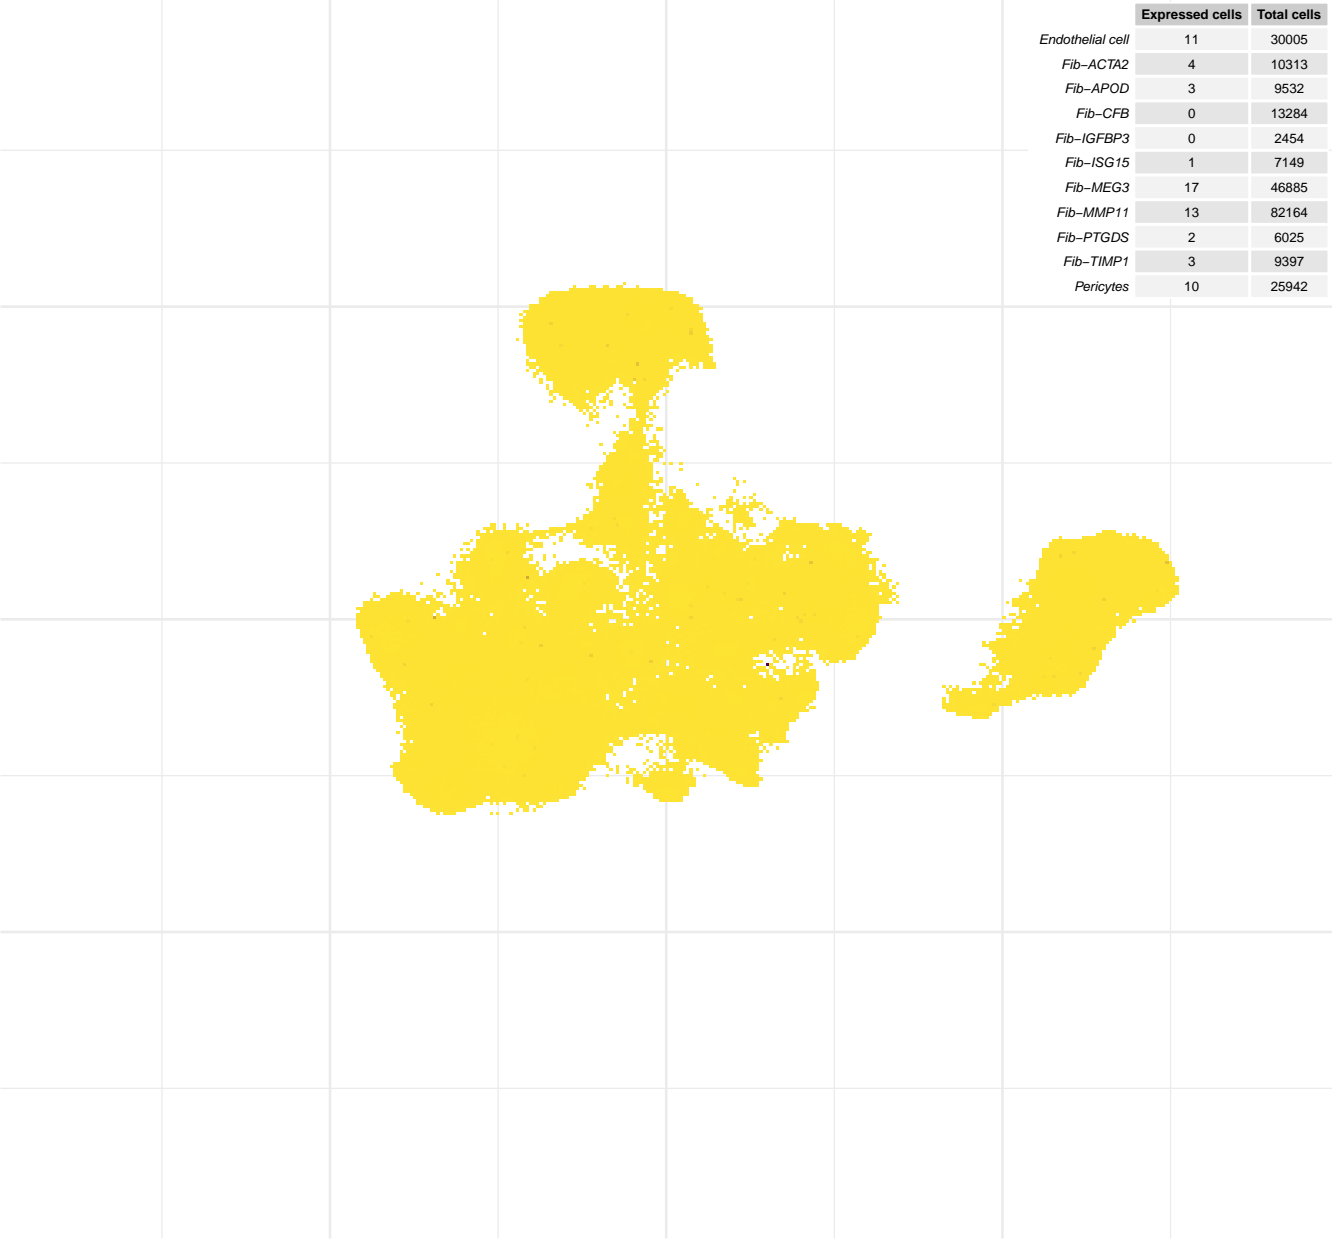 Expressed cells Total cells
Endothelial cell 11 30005
Fib−ACTA2 4 10313
Fib−APOD 3 9532
Fib−CFB 0 13284
Fib−IGFBP3 0 2454
Fib−ISG15 1 7149
Fib−MEG3 17 46885
Fib−MMP11 13 82164
Fib−PTGDS 2 6025
Fib−TIMP1 3 9397
Pericytes 10 25942